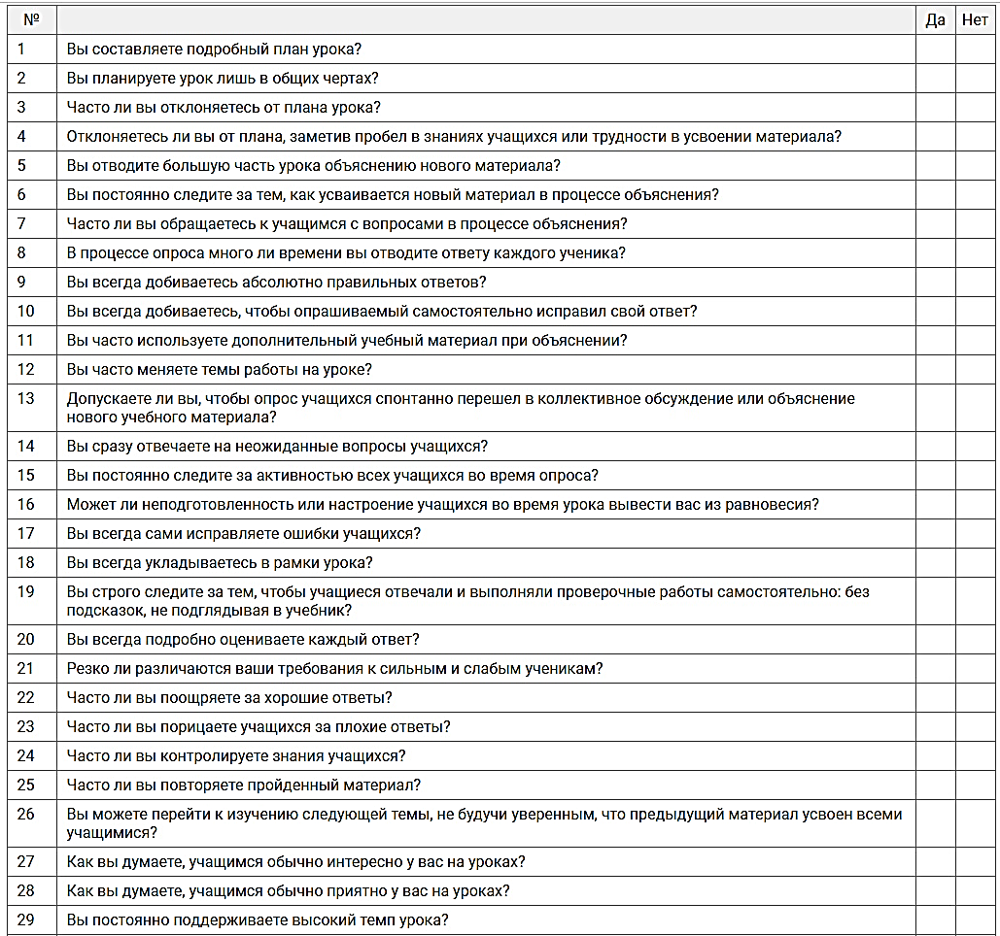 № Да Нет
1 Вы составляете подробный план урока?
2 Вы планируете урок лишь в общих чертах?
3 Часто ли вы отклоняетесь от плана урока?
4 Отклоняетесь ли вы от плана, заметив пробел в знаниях учащихся или трудности в усвоении материала?
5 Вы отводите большую часть урока объяснению нового материала?
6 Вы постоянно следите за тем, как усваивается новый материал в процессе объяснения?
7 Часто ли вы обращаетесь к учащимся с вопросами в процессе объяснения?
8 В процессе опроса много ли времени вы отводите ответу каждого ученика?
9 Вы всегда добиваетесь абсолютно правильных ответов?
10 Вы всегда добиваетесь, чтобы опрашиваемый самостоятельно исправил свой ответ?
11 Вы часто используете дополнительный учебный материал при объяснении?
12 Вы часто меняете темы работы на уроке?
13 Допускаете ли вы, чтобы опрос учащихся спонтанно перешел в коллективное обсуждение или объяснение
нового учебного материала?
14 Вы сразу отвечаете на неожиданные вопросы учащихся?
15 Вы постоянно следите за активностью всех учащихся во время опроса?
16 Может ли неподготовленность или настроение учащихся во время урока вывести вас из равновесия?
17 Вы всегда сами исправляете ошибки учащихся?
18 Вы всегда укладываетесь в рамки урока?
19 Вы строго следите за тем, чтобы учащиеся отвечали и выполняли проверочные работы самостоятельно: без
подсказок, не подглядывая в учебник?
20 Вы всегда подробно оцениваете каждый ответ?
21 Резко ли различаются ваши требования к сильным и слабым ученикам?
22 Часто ли вы поощряете за хорошие ответы?
23 Часто ли вы порицаете учащихся за плохие ответы?
24 Часто ли вы контролируете знания учащихся?
25 Часто ли вы повторяете пройденный материал?
26 Вы можете перейти к изучению следующей темы, не будучи уверенным, что предыдущий материал усвоен всеми
учащимися?
27 Как вы думаете, учащимся обычно интересно у вас на уроках?
28 Как вы думаете, учащимся обычно приятно у вас на уроках?
29 Вы постоянно поддерживаете высокий темп урока?